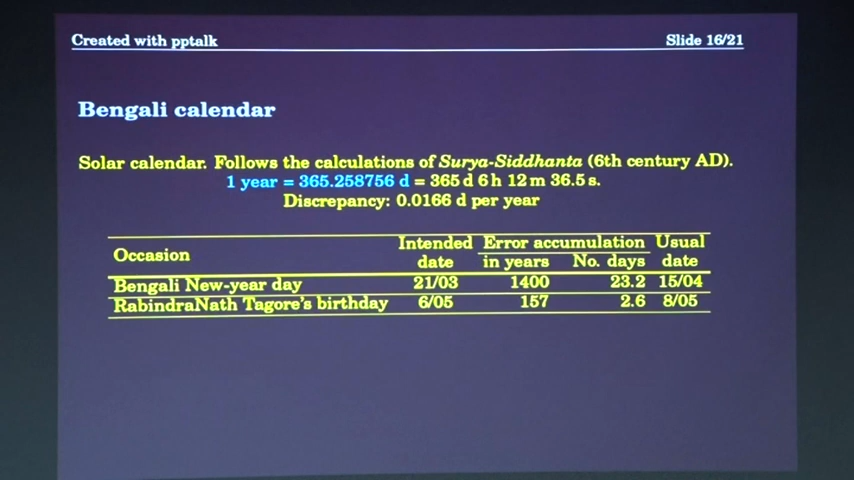 Created with pptalk Slide 16/21
Bengali calendar
Solar calendar. Follows the calculations of Surya-Siddhanta (6th century AD).
1 year = 365.258756 d = 365 d 6 h 12 m 36.5 s.
Discrepancy: 0.0166 d per year
Occasion Intended date Error accumulation Usual date
in years No. days
Bengali New-year day 21/03 1400 23.2 15/04
RabindraNath Tagore's birthday 6/05 157 2.6 8/05